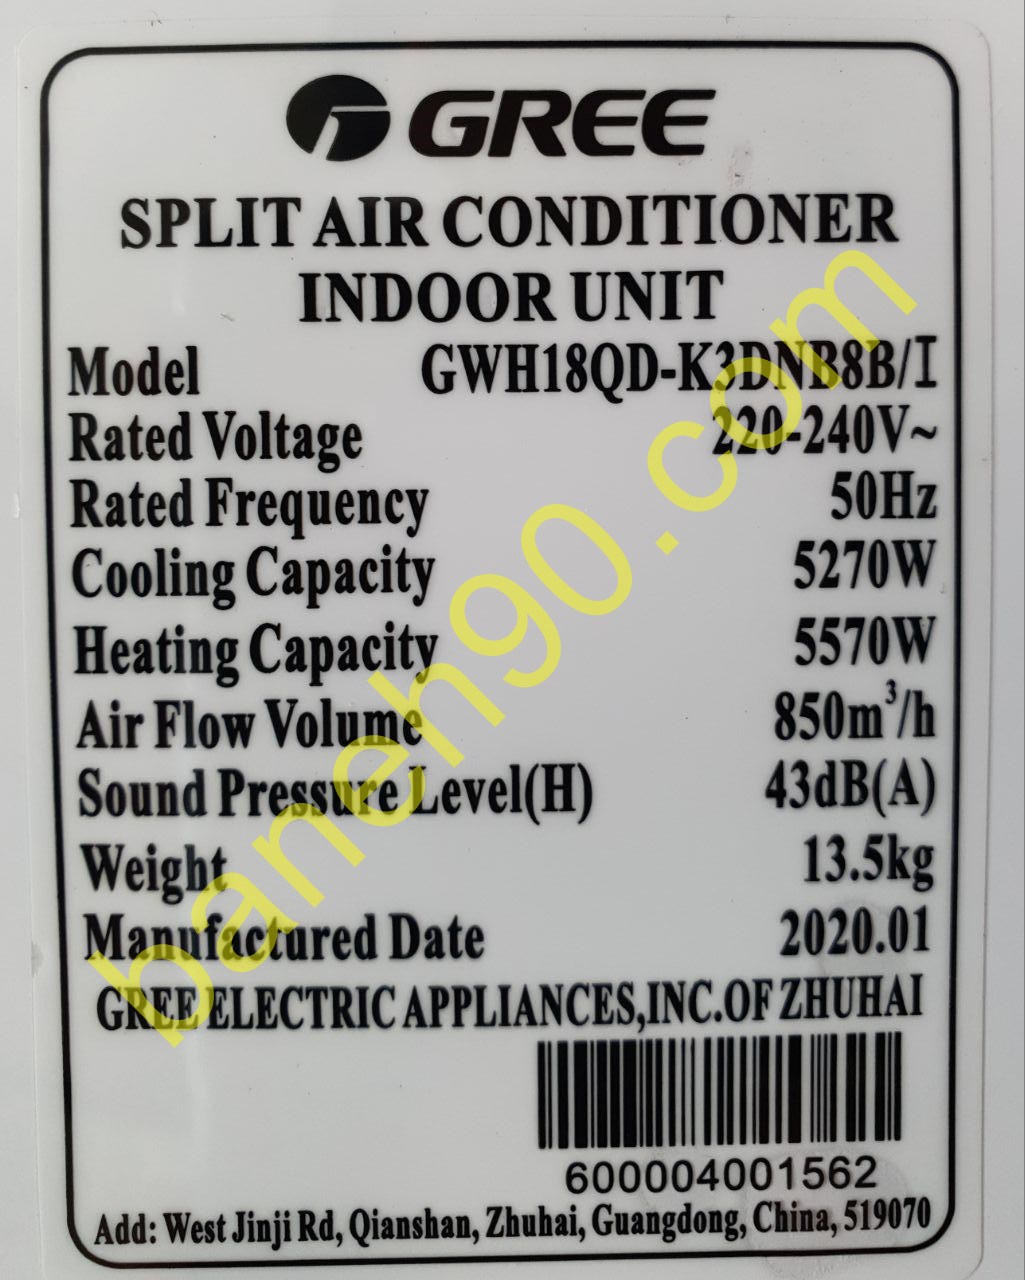 GREE
SPLIT AIR CONDITIONER
INDOOR UNIT
Model GWH18QD-K3DNB8B/I
Rated Voltage 220-240V~
Rated Frequency 50Hz
Cooling Capacity 5270W
Heating Capacity 5570W
Air Flow Volume 850m³/h
Sound Pressure Level(H) 43dB(A)
Weight 13.5kg
Manufactured Date 2020.01
GREE ELECTRIC APPLIANCES,INC.OF ZHUHAI
600004001562
Add: West Jinji Rd, Qianshan, Zhuhai, Guangdong, China, 519070
baneh90.com